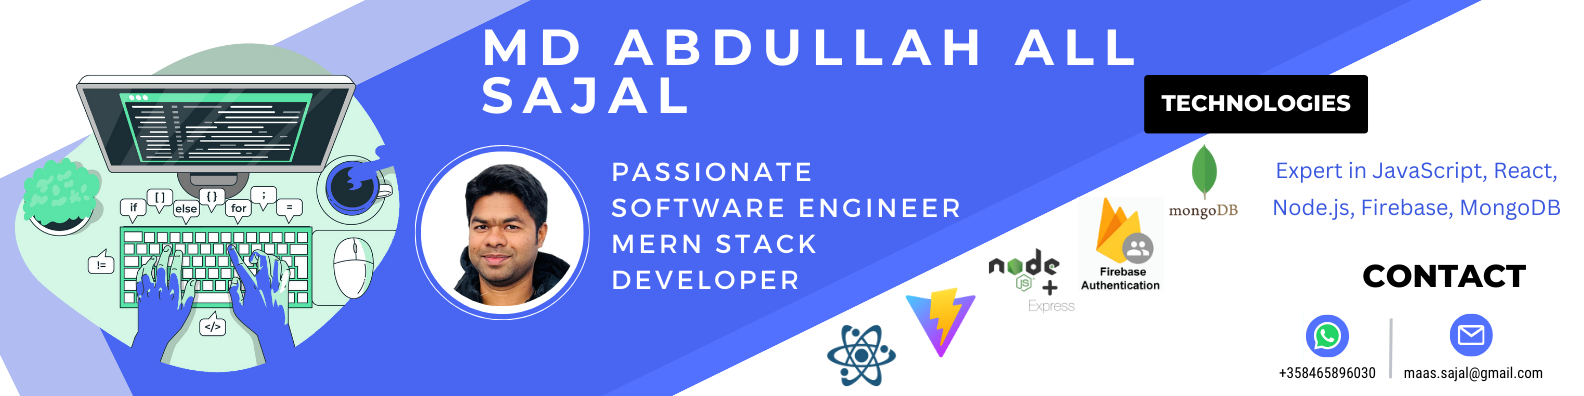 MD ABDULLAH ALL
SAJAL
PASSIONATE
SOFTWARE ENGINEER
MERN STACK
DEVELOPER
TECHNOLOGIES
Expert in JavaScript, React,
Node.js, Firebase, MongoDB
mongoDB
Firebase
Authentication
node
JS
+
Express
CONTACT
+358465896030
maas.sajal@gmail.com
if
[ ]
else
{ }
for
;
=
!=
</>